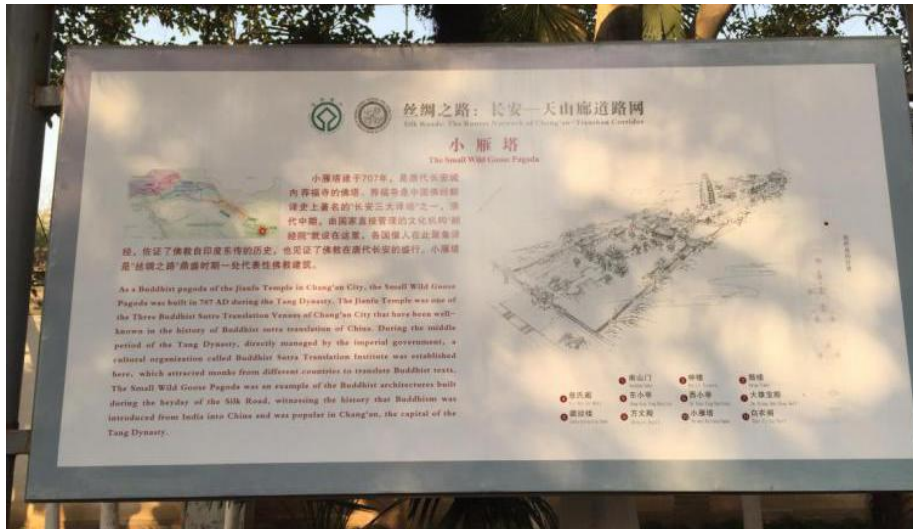 丝绸之路：长安—天山廊道路网
Silk Roads: The Routes Network of Chang'an-Tianshan Corridor
小雁塔
The Small Wild Goose Pagoda
小雁塔建于707年，是唐代长安城
内荐福寺的佛塔。荐福寺是中国佛经翻
译史上著名的“长安三大译场”之一，唐
代中期，由国家直接管理的文化机构“翻
经院”就设在这里，各国僧人在此聚集译
经，佐证了佛教自印度东传的历史，也见证了佛教在唐代长安的盛行。小雁塔
是“丝绸之路”鼎盛时期一处代表性佛教建筑。
As a Buddhist pagoda of the Jianfu Temple in Chang'an City, the Small Wild Goose
Pagoda was built in 707 AD during the Tang Dynasty. The Jianfu Temple was one of
the Three Buddhist Sutra Translation Venues of Chang'an City that have been well-
known in the history of Buddhist sutra translation of China. During the middle
period of the Tang Dynasty, directly managed by the imperial government, a
cultural organization called Buddhist Sutra Translation Institute was established
here, which attracted monks from different countries to translate Buddhist texts.
The Small Wild Goose Pagoda was an example of the Buddhist architectures built
during the heyday of the Silk Road, witnessing the history that Buddhism was
introduced from India into China and was popular in Chang'an, the capital of the
Tang Dynasty.
南山门 钟楼 鼓楼
慈氏阁 东小亭 西小亭 大雄宝殿
藏经楼 方丈殿 小雁塔 白衣阁